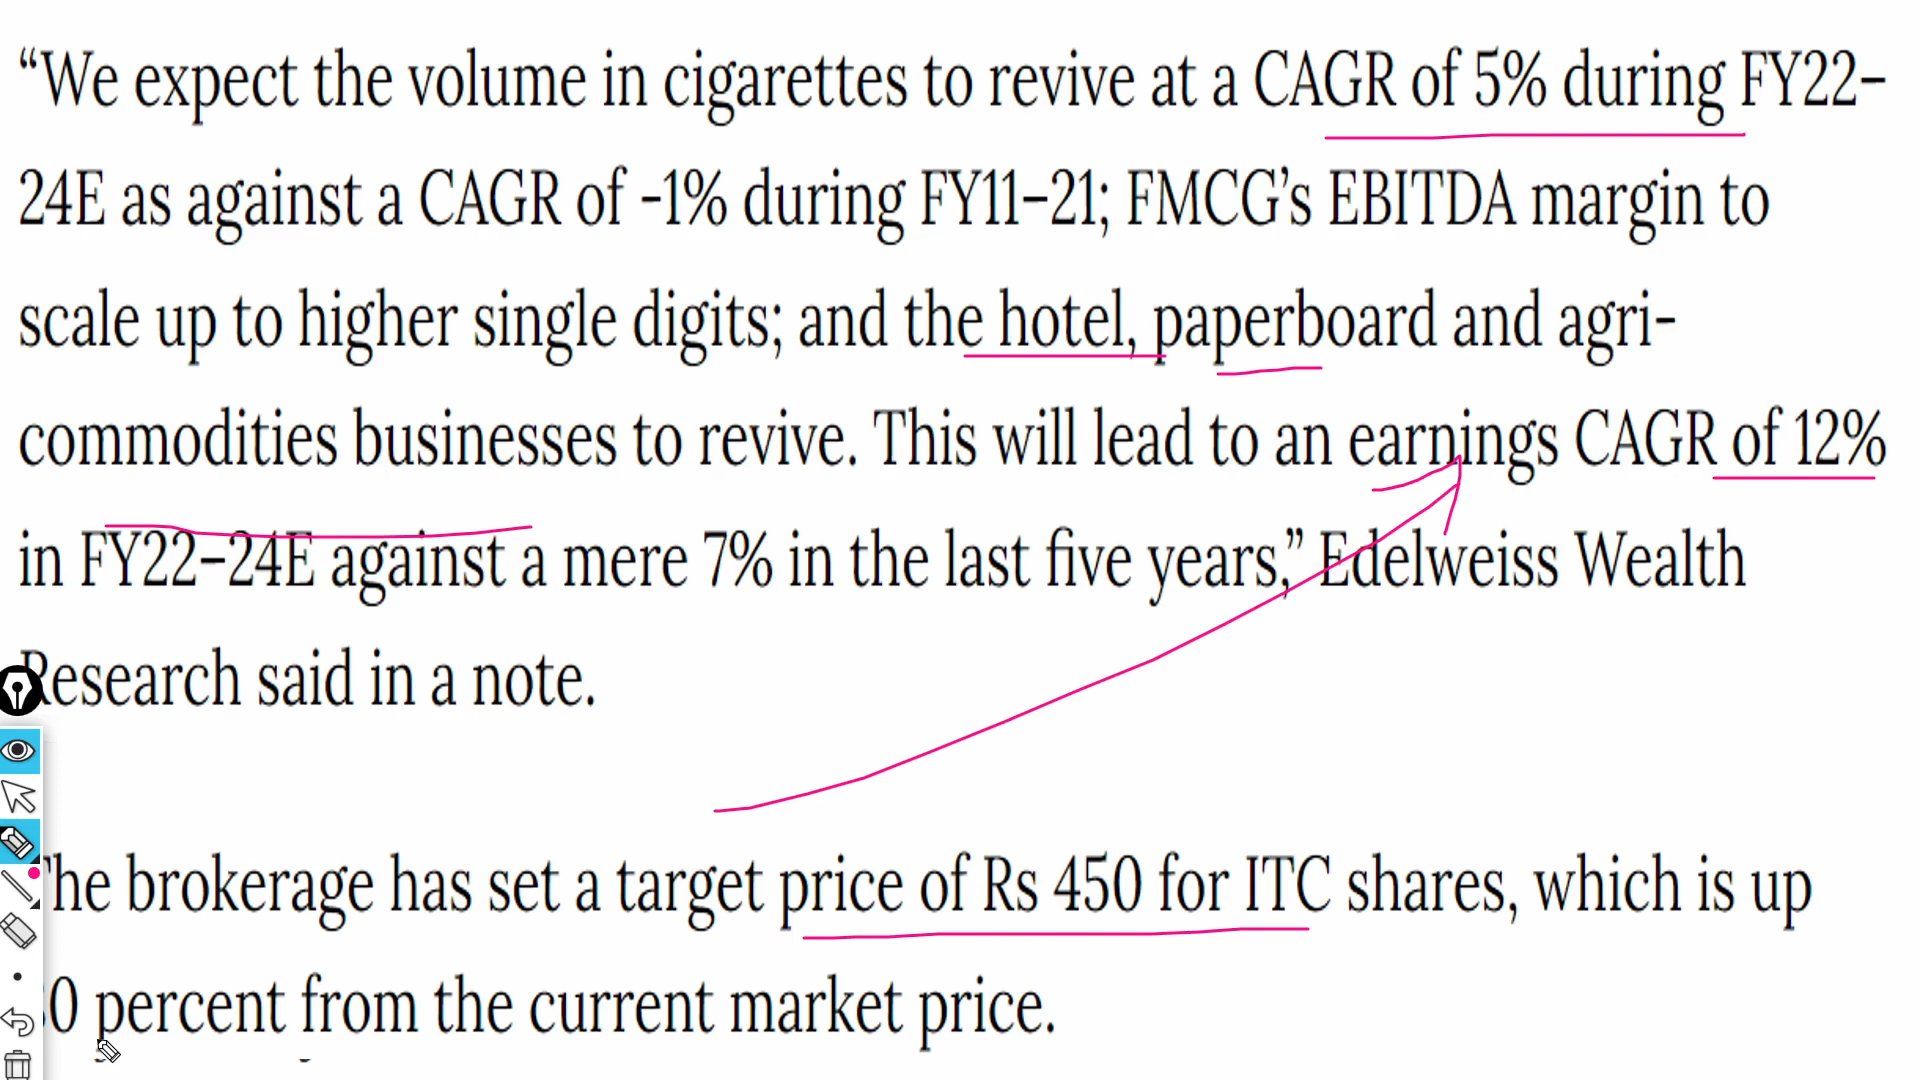 “We expect the volume in cigarettes to revive at a CAGR of 5% during FY22–
24E as against a CAGR of -1% during FY11–21; FMCG’s EBITDA margin to
scale up to higher single digits; and the hotel, paperboard and agri-
commodities businesses to revive. This will lead to an earnings CAGR of 12%
in FY22–24E against a mere 7% in the last five years,” Edelweiss Wealth
Research said in a note.
The brokerage has set a target price of Rs 450 for ITC shares, which is up
percent from the current market price.